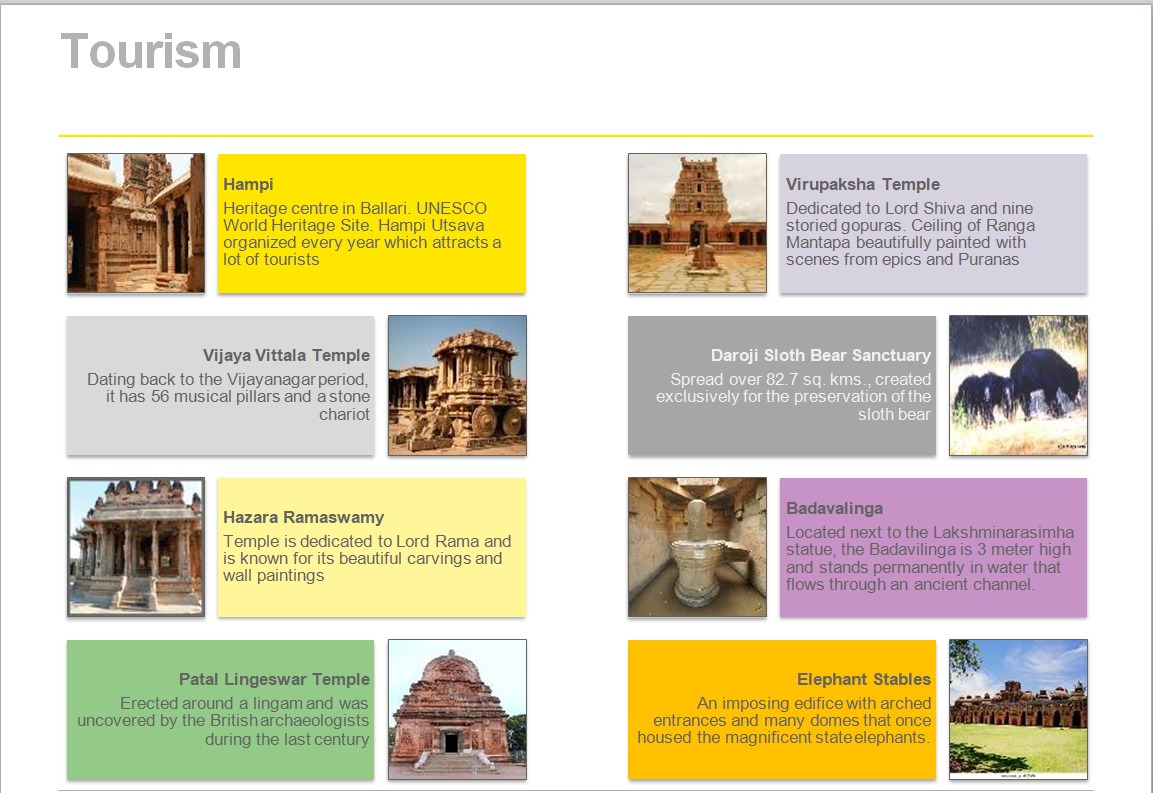 Tourism
Hampi
Heritage centre in Ballari. UNESCO
World Heritage Site. Hampi Utsava
organized every year which attracts a
lot of tourists
Virupaksha Temple
Dedicated to Lord Shiva and nine
storied gopuras. Ceiling of Ranga
Mantapa beautifully painted with
scenes from epics and Puranas
Vijaya Vittala Temple
Dating back to the Vijayanagar period,
it has 56 musical pillars and a stone
chariot
Daroji Sloth Bear Sanctuary
Spread over 82.7 sq. kms., created
exclusively for the preservation of the
sloth bear
Hazara Ramaswamy
Temple is dedicated to Lord Rama and
is known for its beautiful carvings and
wall paintings
Badavalinga
Located next to the Lakshminarasimha
statue, the Badavilinga is 3 meter high
and stands permanently in water that
flows through an ancient channel.
Patal Lingeswar Temple
Erected around a lingam and was
uncovered by the British archaeologists
during the last century
Elephant Stables
An imposing edifice with arched
entrances and many domes that once
housed the magnificent state elephants.